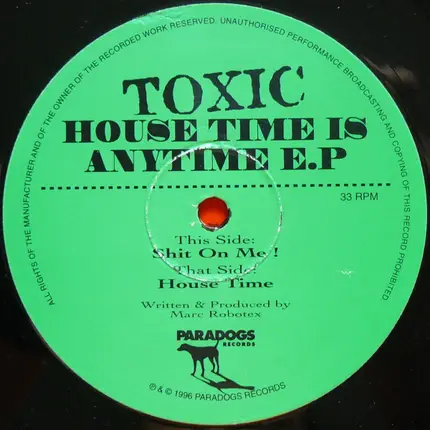 ALL RIGHTS OF THE MANUFACTURER AND OF THE OWNER OF THE RECORDED WORK RESERVED. UNAUTHORISED PERFORMANCE BROADCASTING AND COPYING OF THIS RECORD PROHIBITED
TOXIC
HOUSE TIME IS
ANYTIME E.P
33 RPM
This Side:
Shit On Me !
That Side:
House Time
Written & Produced by
Marc Robotex
PARADOGS
RECORDS
℗ & © 1996 PARADOGS RECORDS